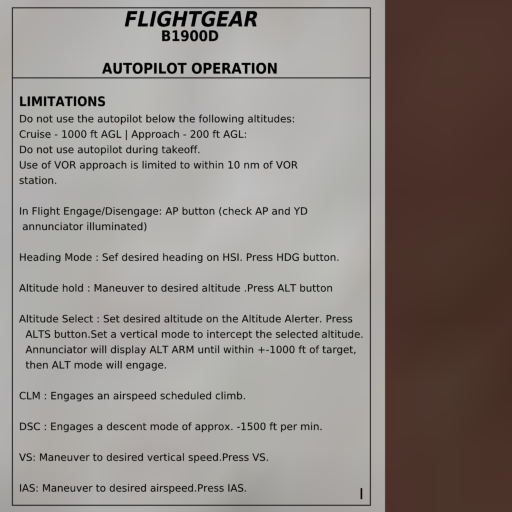 FLIGHTGEAR
B1900D
AUTOPILOT OPERATION
LIMITATIONS
Do not use the autopilot below the following altitudes:
Cruise - 1000 ft AGL | Approach - 200 ft AGL:
Do not use autopilot during takeoff.
Use of VOR approach is limited to within 10 nm of VOR
station.
In Flight Engage/Disengage: AP button (check AP and YD
annunciator illuminated)
Heading Mode : Sef desired heading on HSI. Press HDG button.
Altitude hold : Maneuver to desired altitude .Press ALT button
Altitude Select : Set desired altitude on the Altitude Alerter. Press
ALTS button.Set a vertical mode to intercept the selected altitude.
Annunciator will display ALT ARM until within +-1000 ft of target,
then ALT mode will engage.
CLM : Engages an airspeed scheduled climb.
DSC : Engages a descent mode of approx. -1500 ft per min.
VS: Maneuver to desired vertical speed.Press VS.
IAS: Maneuver to desired airspeed.Press IAS.
I